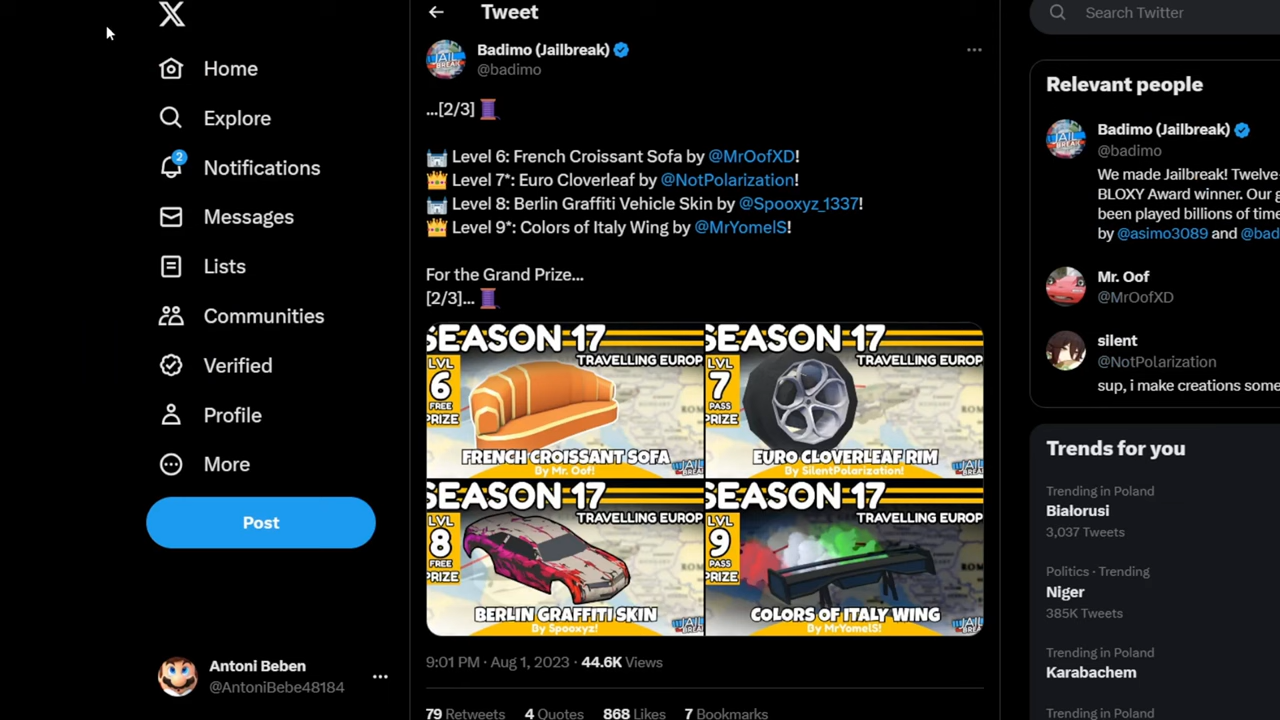 Home
Explore
2
Notifications
Messages
Lists
Communities
Verified
Profile
More
Post
Antoni Beben
@AntoniBebe48184
Tweet
Badimo (Jailbreak)
@badimo
...[2/3]
Level 6: French Croissant Sofa by @MrOofXD!
Level 7*: Euro Cloverleaf by @NotPolarization!
Level 8: Berlin Graffiti Vehicle Skin by @Spooxyz_1337!
Level 9*: Colors of Italy Wing by @MrYomelS!
For the Grand Prize...
[2/3]...
SEASON 17
TRAVELLING EUROP
LVL
6
FREE
PRIZE
FRENCH CROISSANT SOFA
By Mr. Oof!
JAIL
BREAK
SEASON 17
TRAVELLING EUROP
LVL
7
PASS
PRIZE
EURO CLOVERLEAF RIM
By SilentPolarization!
JAIL
BREAK
SEASON 17
TRAVELLING EUROP
LVL
8
FREE
PRIZE
BERLIN GRAFFITI SKIN
By Spooxyz!
JAIL
BREAK
SEASON 17
TRAVELLING EUROP
LVL
9
PASS
PRIZE
COLORS OF ITALY WING
By MrYomelS!
JAIL
BREAK
9:01 PM · Aug 1, 2023 · 44.6K Views
79 Retweets 4 Quotes 868 Likes 7 Bookmarks
Search Twitter
Relevant people
Badimo (Jailbreak)
@badimo
We made Jailbreak! Twelve-
BLOXY Award winner. Our g
been played billions of time
by @asimo3089 and @bad
Mr. Oof
@MrOofXD
silent
@NotPolarization
sup, i make creations some
Trends for you
Trending in Poland
Bialorusi
3,037 Tweets
Politics · Trending
Niger
385K Tweets
Trending in Poland
Karabachem
Trending in Poland